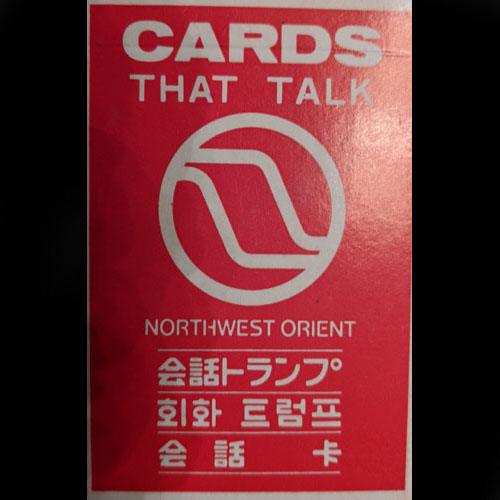 CARDS
THAT TALK
NORTHWEST ORIENT
会話トランプ
회화 트럼프
会話卡